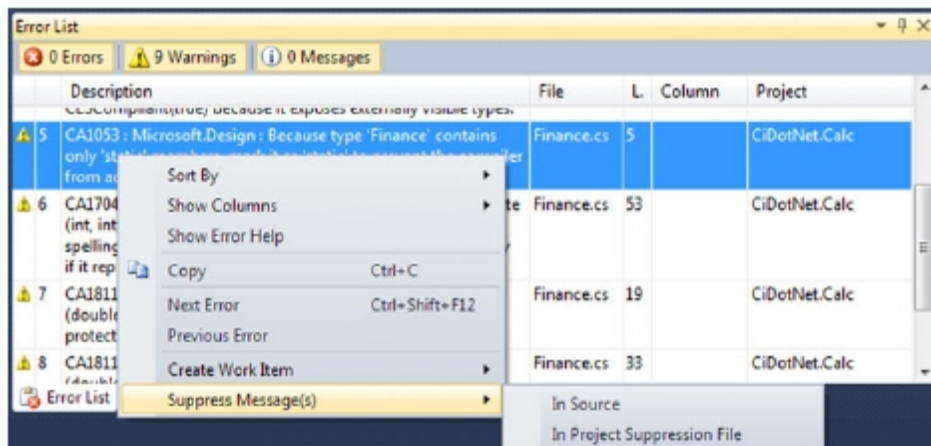 Error List
0 Errors
9 Warnings
0 Messages
Description File L. Column Project
CLSCompliant(true) because it exposes externally visible types.
5 CA1053 : Microsoft.Design : Because type 'Finance' contains Finance.cs 5 CiDotNet.Calc
only 'static' members, mark it as 'static' to prevent the compiler
from
Sort By
6 CA1704 Finance.cs 53 CiDotNet.Calc
(int, int
Show Columns
spelling
Show Error Help
if it
Copy Ctrl+C
7 CA1811 Finance.cs 19 CiDotNet.Calc
(double
Next Error Ctrl+Shift+F12
protect
Previous Error
8 CA1811 Finance.cs 33 CiDotNet.Calc
Create Work Item
Error List
Suppress Message(s)
In Source
In Project Suppression File